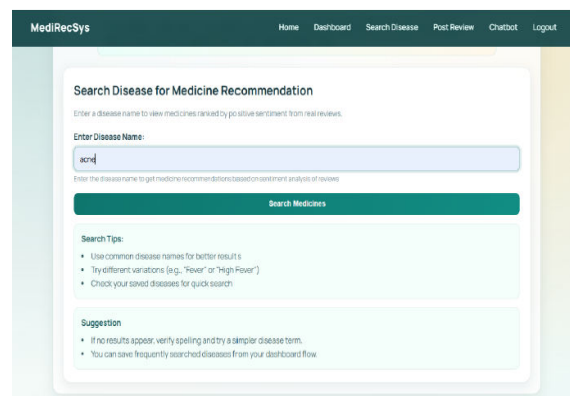 MediRecSys
Home Dashboard Search Disease Post Review Chatbot Logout
Search Disease for Medicine Recommendation
Enter a disease name to view medicines ranked by positive sentiment from real reviews.
Enter Disease Name:
acne
Enter the disease name to get medicine recommendations based on sentiment analysis of reviews
Search Medicines
Search Tips:
• Use common disease names for better results
• Try different variations (e.g., "Fever" or "High Fever")
• Check your saved diseases for quick search
Suggestion
• If no results appear, verify spelling and try a simpler disease term.
• You can save frequently searched diseases from your dashboard flow.